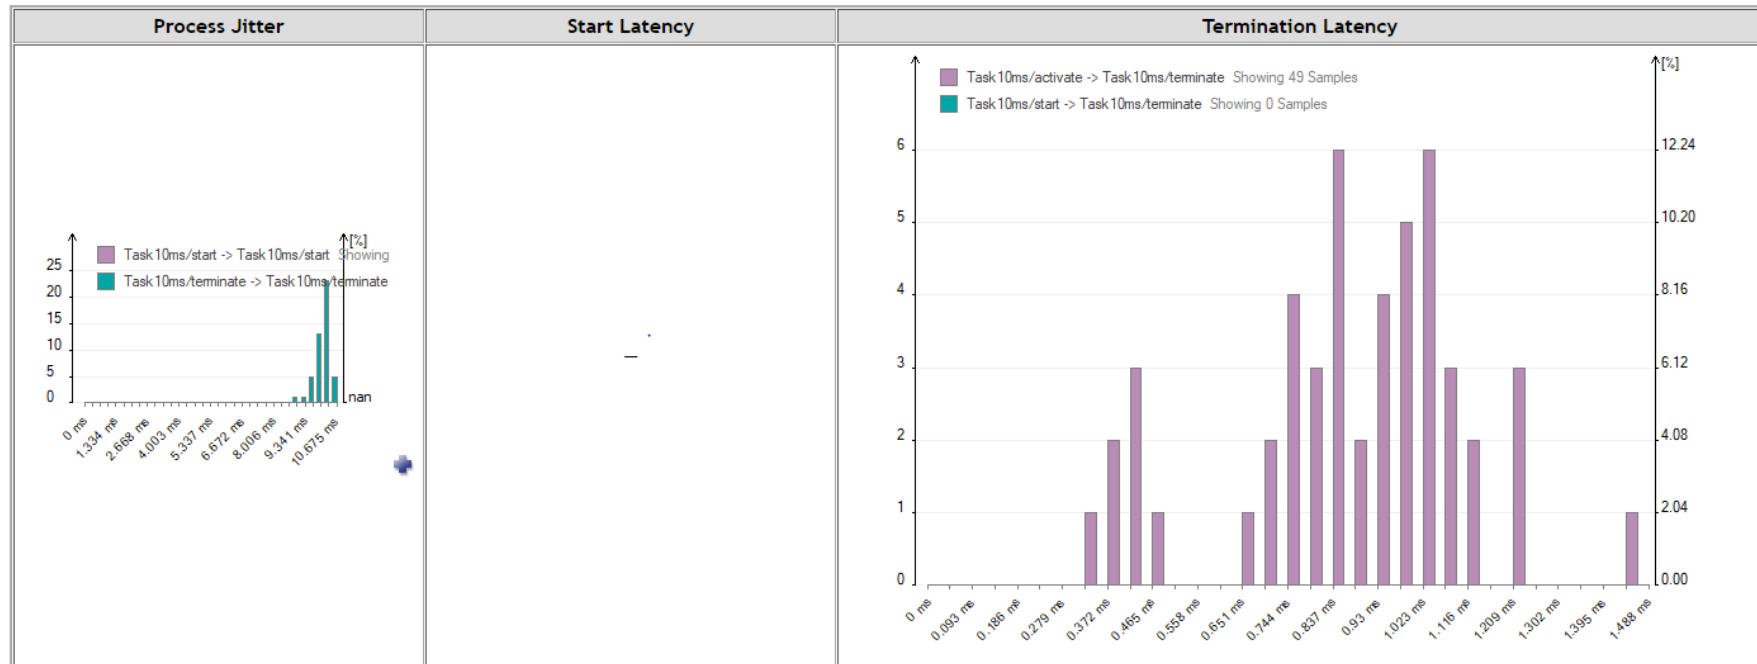 Process Jitter
Start Latency
Termination Latency
[%]
Task10ms/start -> Task10ms/start Showing
Task10ms/terminate -> Task10ms/terminate
25
20
15
10
5
0
nan
0 ms
1.334 ms
2.668 ms
4.003 ms
5.337 ms
6.672 ms
8.006 ms
9.341 ms
10.675 ms
[%]
Task10ms/activate -> Task10ms/terminate Showing 49 Samples
Task10ms/start -> Task10ms/terminate Showing 0 Samples
6
12.24
5
10.20
4
8.16
3
6.12
2
4.08
1
2.04
0
0.00
0 ms
0.093 ms
0.186 ms
0.279 ms
0.372 ms
0.465 ms
0.558 ms
0.651 ms
0.744 ms
0.837 ms
0.93 ms
1.023 ms
1.116 ms
1.209 ms
1.302 ms
1.395 ms
1.488 ms